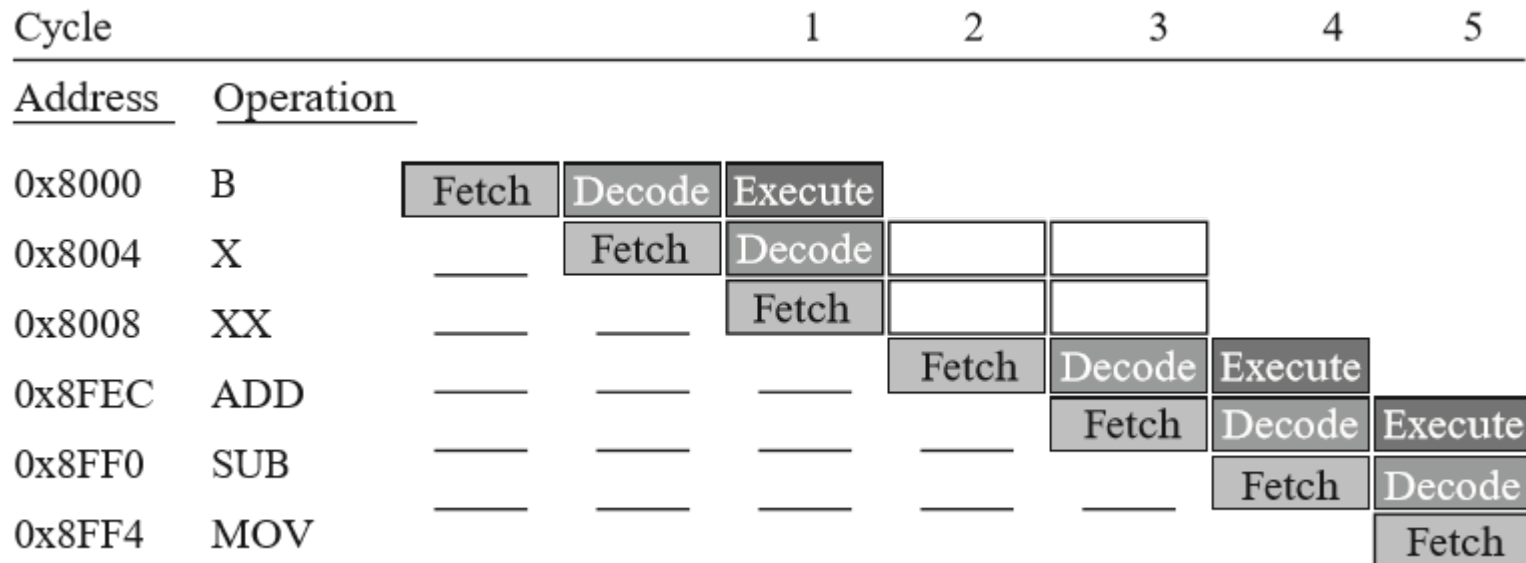 Cycle 1 2 3 4 5
Address Operation
0x8000 B Fetch Decode Execute
0x8004 X Fetch Decode
0x8008 XX Fetch
0x8FEC ADD Fetch Decode Execute
0x8FF0 SUB Fetch Decode Execute
0x8FF4 MOV Fetch Decode
Fetch